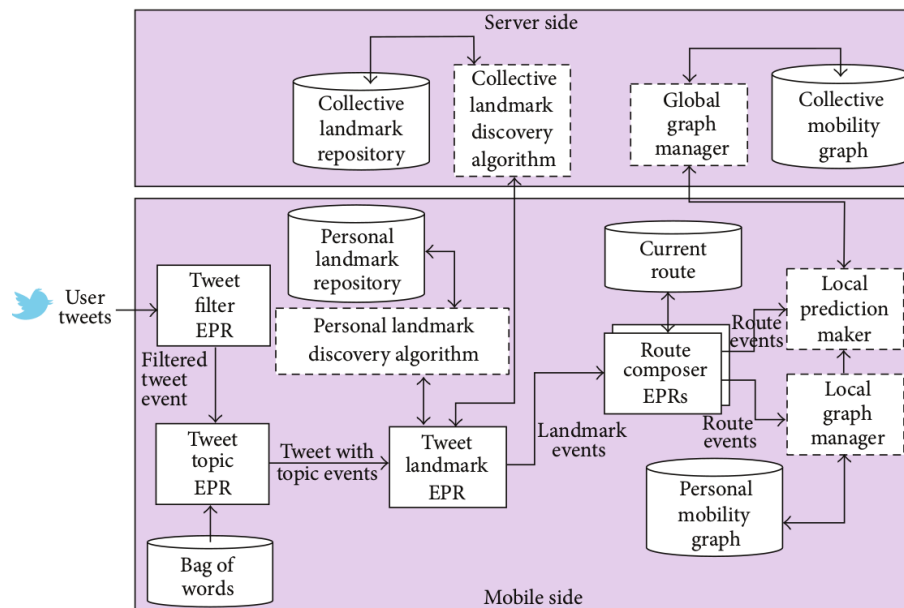 Server side
Collective
landmark
repository
Collective
landmark
discovery
algorithm
Global
graph
manager
Collective
mobility
graph
User
tweets
Tweet
filter
EPR
Personal
landmark
repository
Personal landmark
discovery algorithm
Current
route
Route
composer
EPRs
Route
events
Local
prediction
maker
Filtered
tweet
event
Tweet
topic
EPR
Tweet with
topic events
Tweet
landmark
EPR
Landmark
events
Route
events
Local
graph
manager
Personal
mobility
graph
Bag of
words
Mobile side